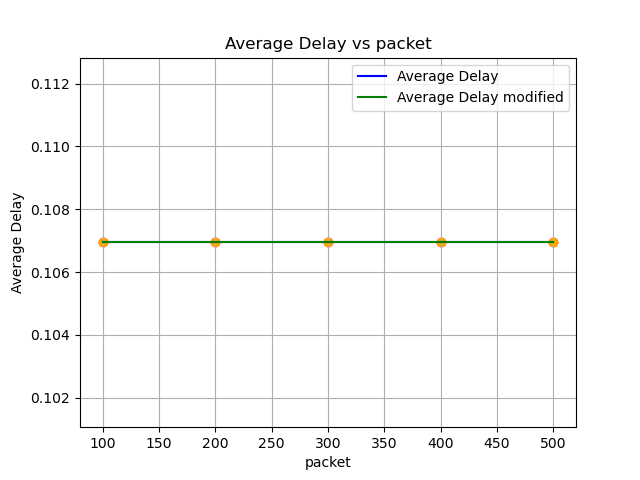 Average Delay vs packet
Average Delay
Average Delay modified
0.112
0.110
0.108
0.106
0.104
0.102
Average Delay
100 150 200 250 300 350 400 450 500
packet